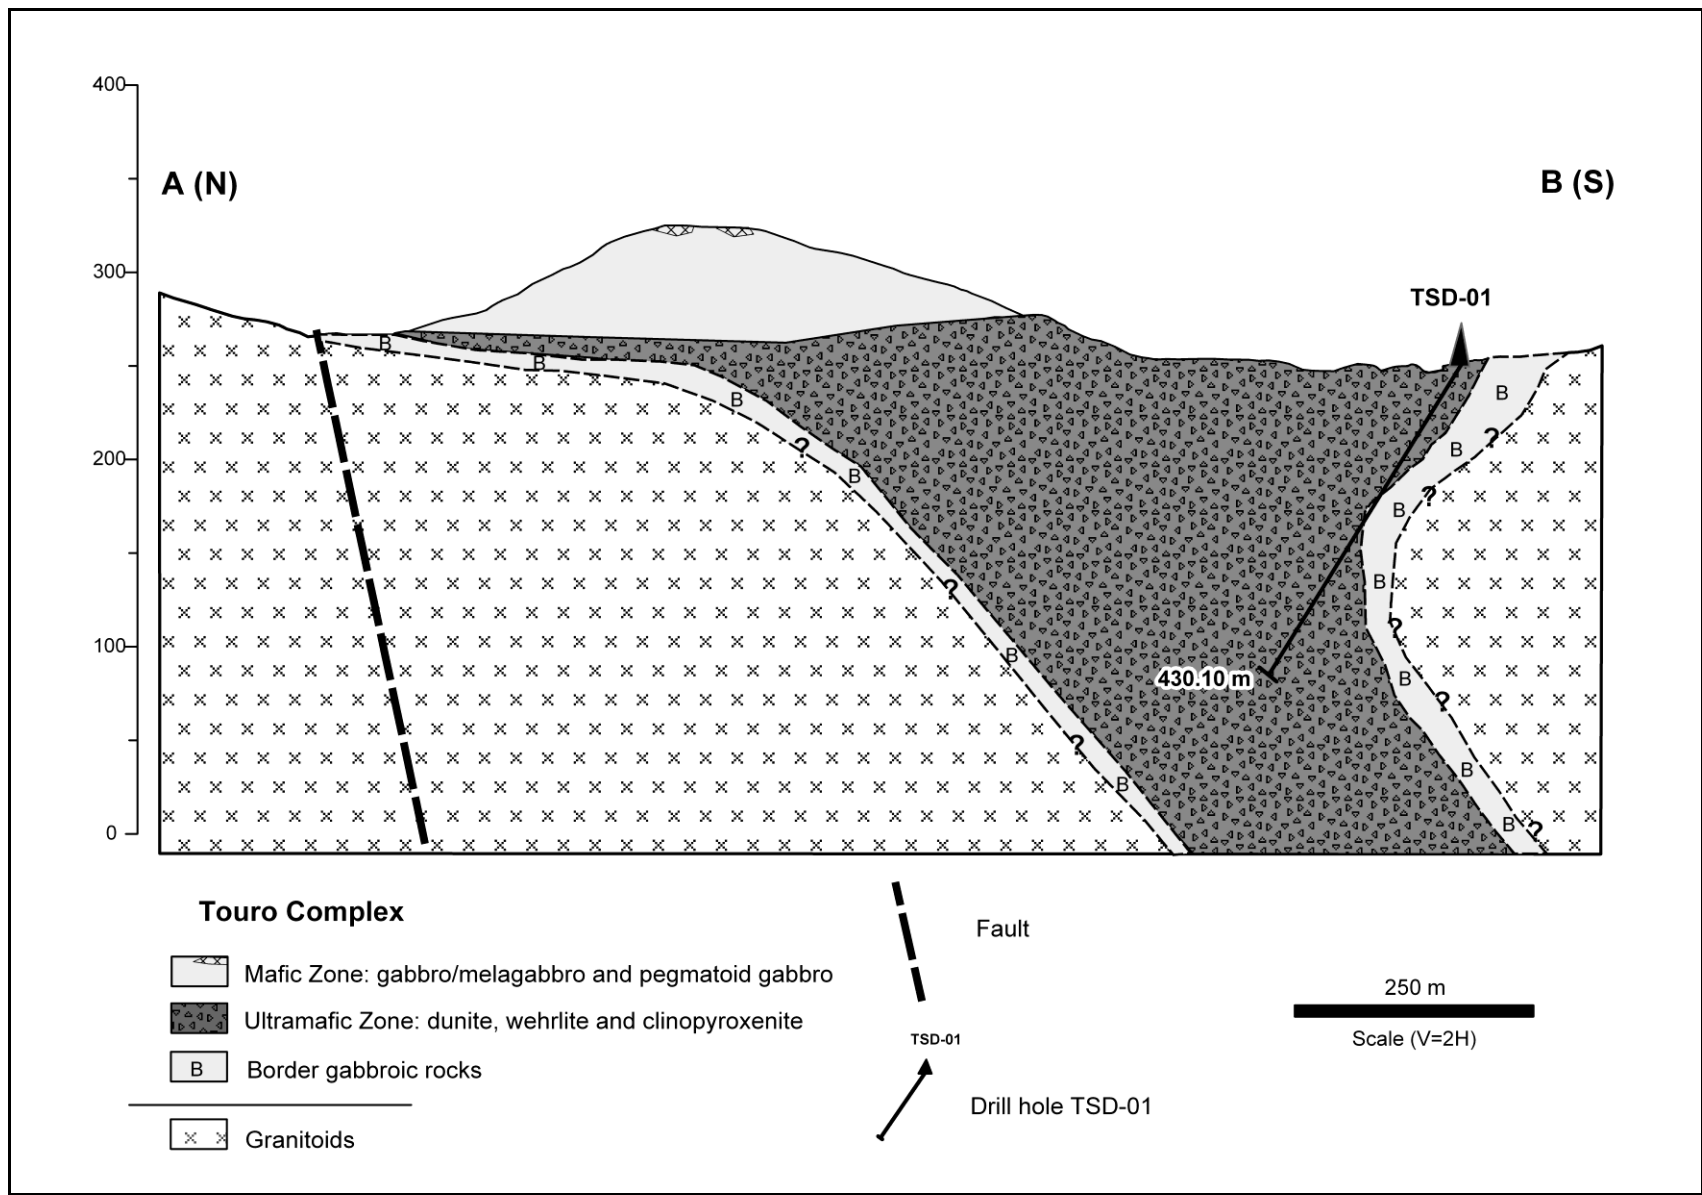 400
A (N)
B (S)
300
TSD-01
B
B
B
B
?
B
?
200
B
B
?
B
?
B
?
100
B
?
430.10 m
B
?
?
B
B
0
B
?
Touro Complex
Mafic Zone: gabbro/melagabbro and pegmatoid gabbro
Ultramafic Zone: dunite, wehrlite and clinopyroxenite
B Border gabbroic rocks
Granitoids
Fault
TSD-01
Drill hole TSD-01
250 m
Scale (V=2H)